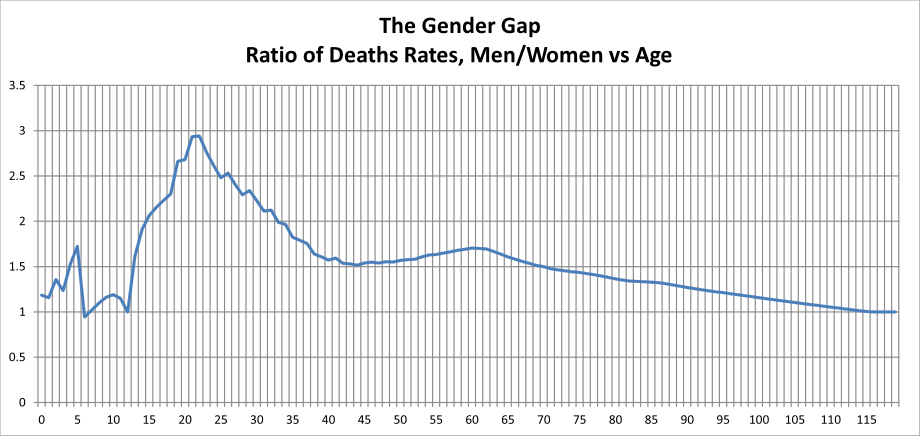 The Gender Gap
Ratio of Deaths Rates, Men/Women vs Age
3.5
3
2.5
2
1.5
1
0.5
0
0 5 10 15 20 25 30 35 40 45 50 55 60 65 70 75 80 85 90 95 100 105 110 115